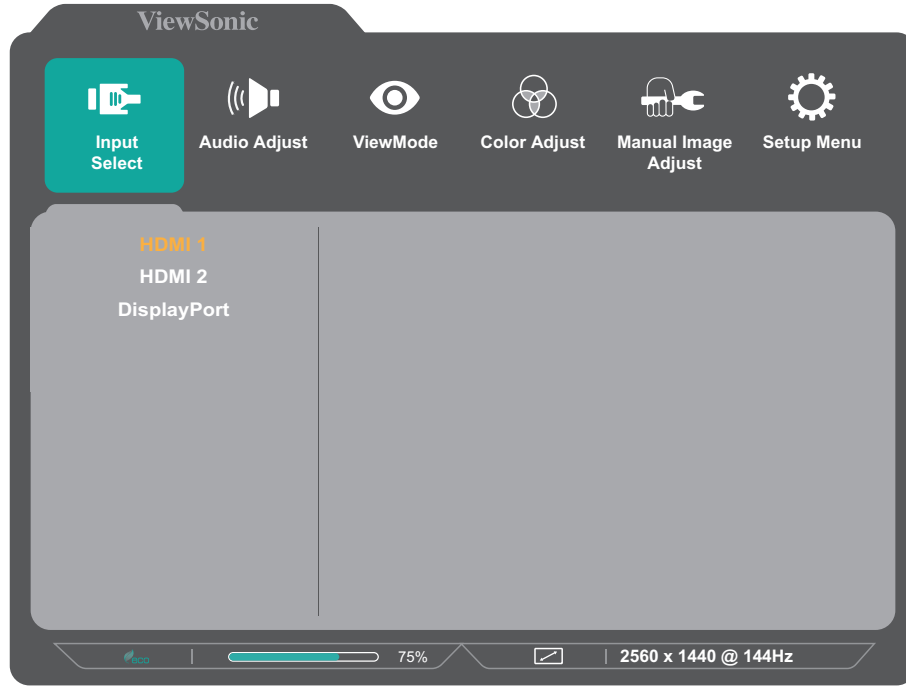 ViewSonic
Input
Select
Audio Adjust
ViewMode
Color Adjust
Manual Image
Adjust
Setup Menu
HDMI 1
HDMI 2
DisplayPort
eco
75%
2560 x 1440 @ 144Hz